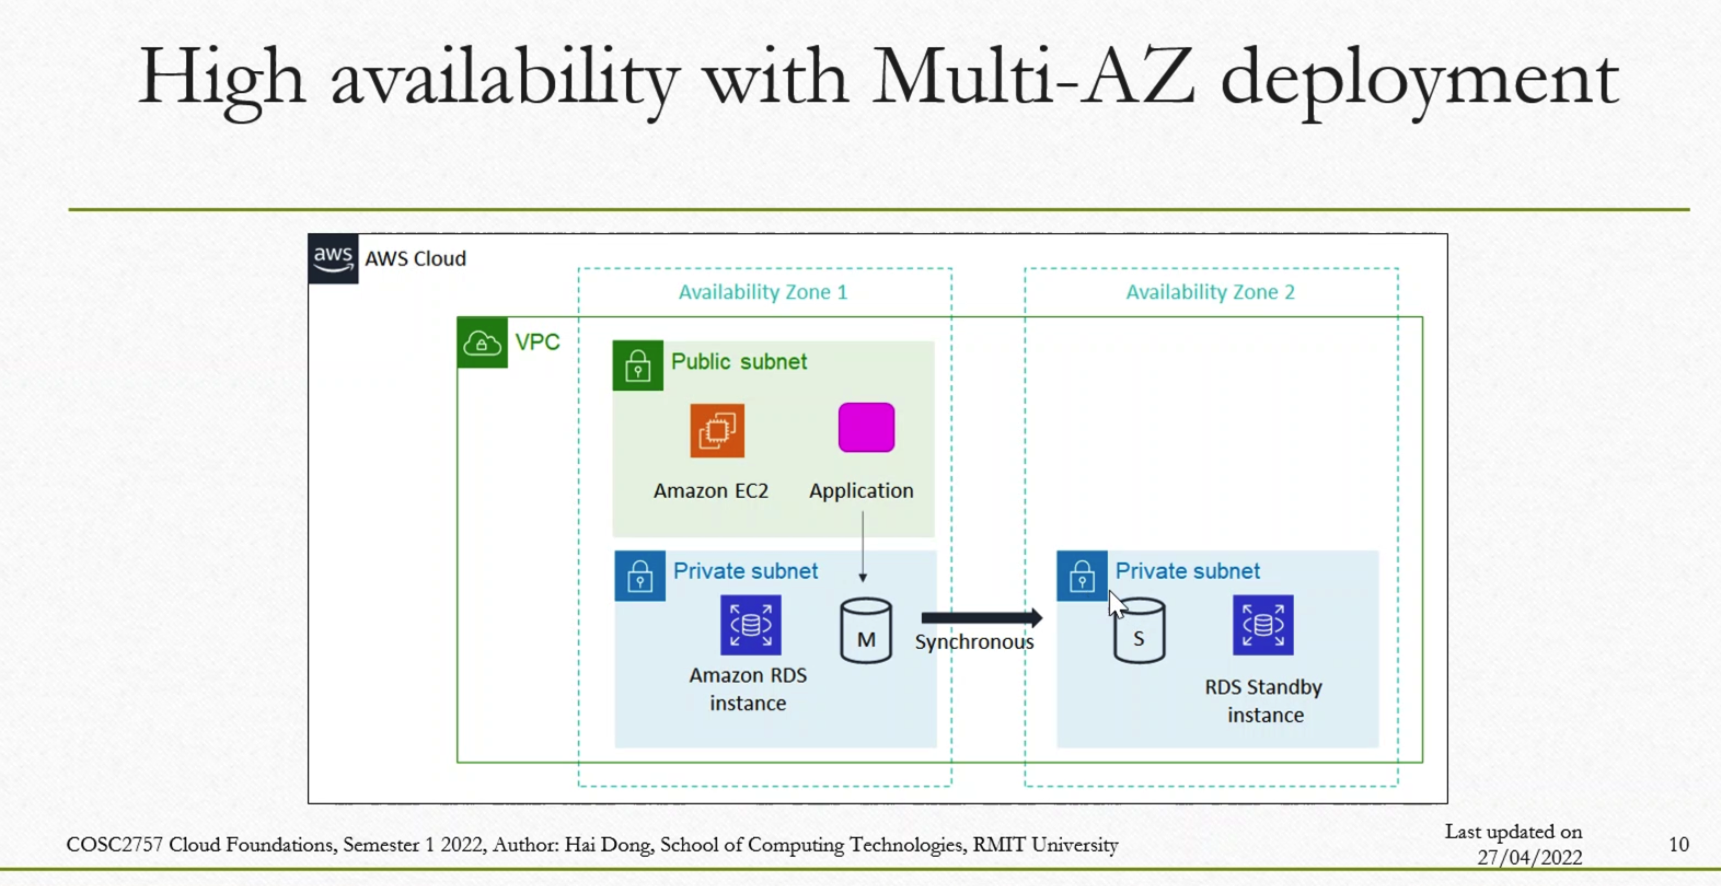 High availability with Multi-AZ deployment
aws
AWS Cloud
Availability Zone 1
Availability Zone 2
VPC
Public subnet
Amazon EC2
Application
Private subnet
M
Amazon RDS
instance
Synchronous
Private subnet
S
RDS Standby
instance
COSC2757 Cloud Foundations, Semester 1 2022, Author: Hai Dong, School of Computing Technologies, RMIT University
Last updated on
27/04/2022
10